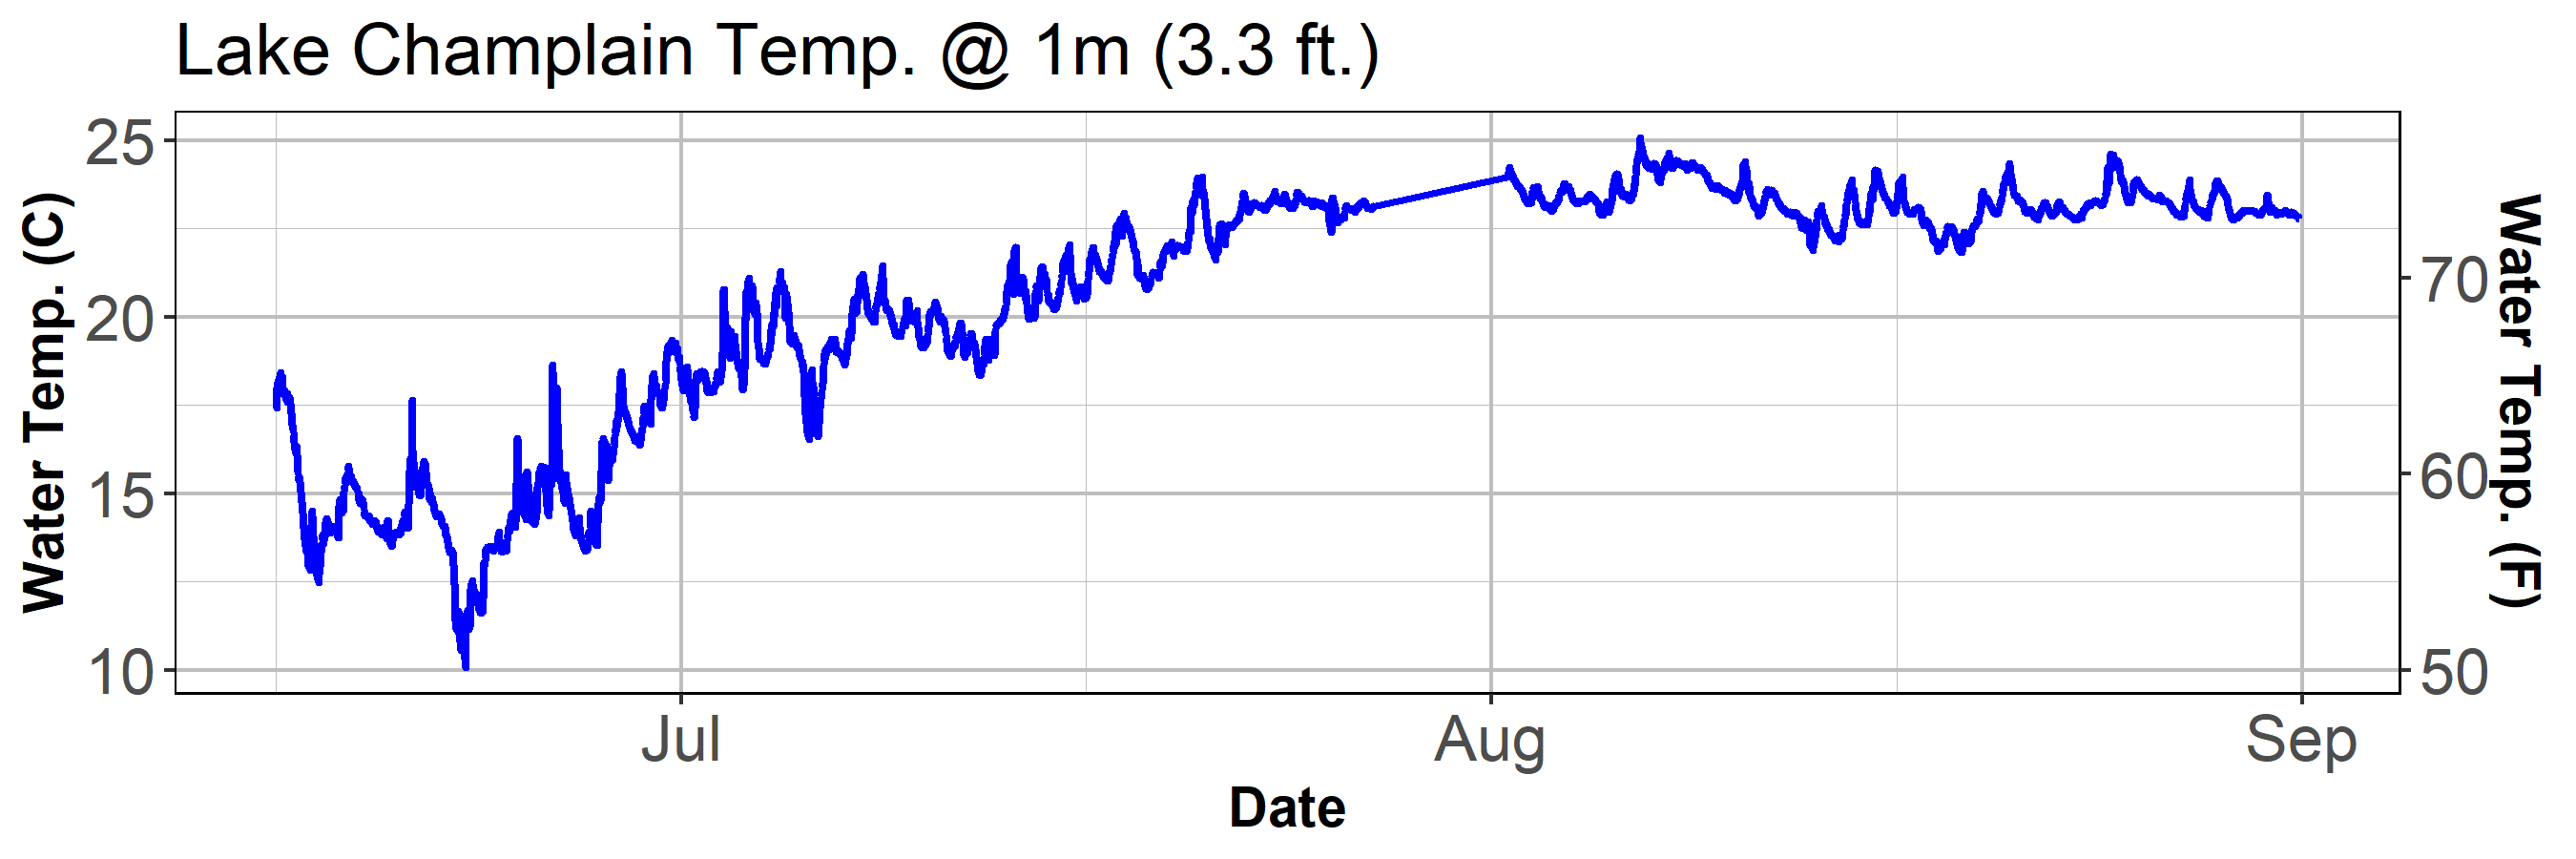 Lake Champlain Temp. @ 1m (3.3 ft.)
25
20
15
10
Water Temp. (C)
70
60
50
Water Temp. (F)
Jul
Aug
Sep
Date